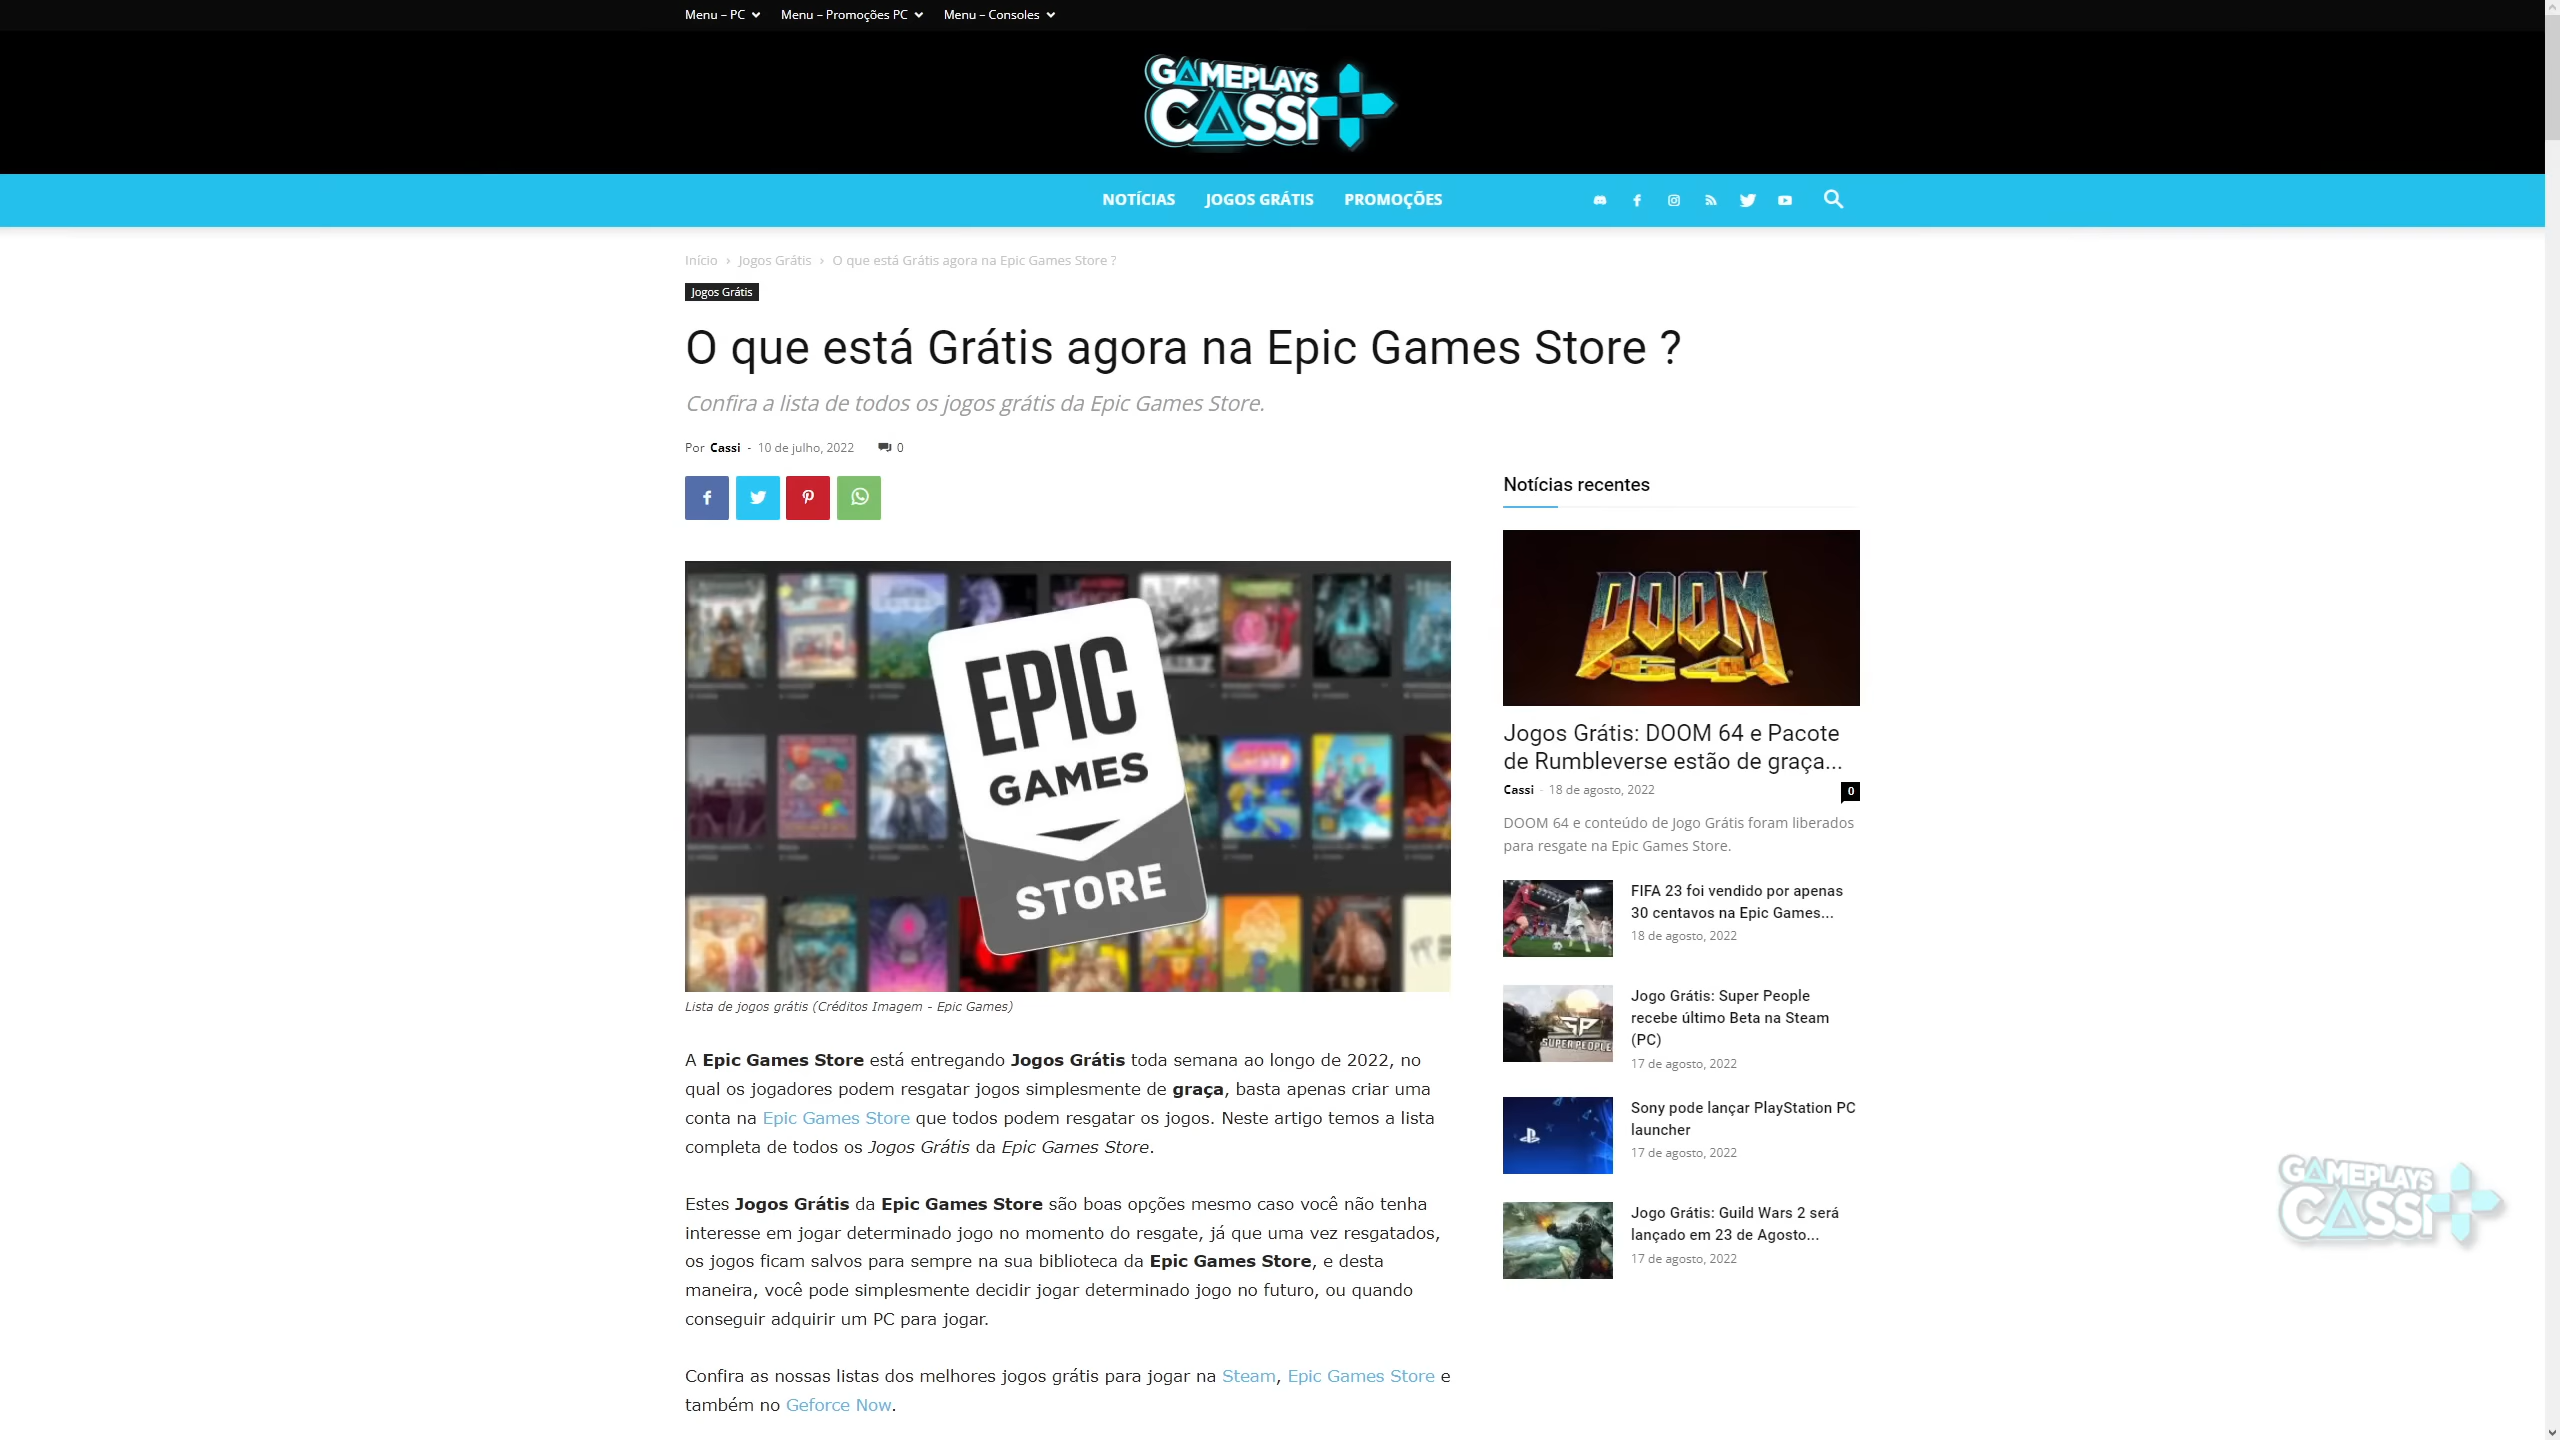 Menu – PC
Menu – Promoções PC
Menu – Consoles
GAMEPLAYS
CASSI
NOTÍCIAS
JOGOS GRÁTIS
PROMOÇÕES
Início › Jogos Grátis › O que está Grátis agora na Epic Games Store ?
Jogos Grátis
O que está Grátis agora na Epic Games Store ?
Confira a lista de todos os jogos grátis da Epic Games Store.
Por Cassi - 10 de julho, 2022 0
EPIC
GAMES
STORE
Lista de jogos grátis (Créditos Imagem - Epic Games)
A Epic Games Store está entregando Jogos Grátis toda semana ao longo de 2022, no
qual os jogadores podem resgatar jogos simplesmente de graça, basta apenas criar uma
conta na Epic Games Store que todos podem resgatar os jogos. Neste artigo temos a lista
completa de todos os Jogos Grátis da Epic Games Store.
Estes Jogos Grátis da Epic Games Store são boas opções mesmo caso você não tenha
interesse em jogar determinado jogo no momento do resgate, já que uma vez resgatados,
os jogos ficam salvos para sempre na sua biblioteca da Epic Games Store, e desta
maneira, você pode simplesmente decidir jogar determinado jogo no futuro, ou quando
conseguir adquirir um PC para jogar.
Confira as nossas listas dos melhores jogos grátis para jogar na Steam, Epic Games Store e
também no Geforce Now.
Notícias recentes
DOOM
64
Jogos Grátis: DOOM 64 e Pacote
de Rumbleverse estão de graça...
Cassi - 18 de agosto, 2022 0
DOOM 64 e conteúdo de Jogo Grátis foram liberados
para resgate na Epic Games Store.
FIFA 23 foi vendido por apenas
30 centavos na Epic Games...
18 de agosto, 2022
SP
SUPER PEOPLE
Jogo Grátis: Super People
recebe último Beta na Steam
(PC)
17 de agosto, 2022
Sony pode lançar PlayStation PC
launcher
17 de agosto, 2022
Jogo Grátis: Guild Wars 2 será
lançado em 23 de Agosto...
17 de agosto, 2022
GAMEPLAYS
CASSI